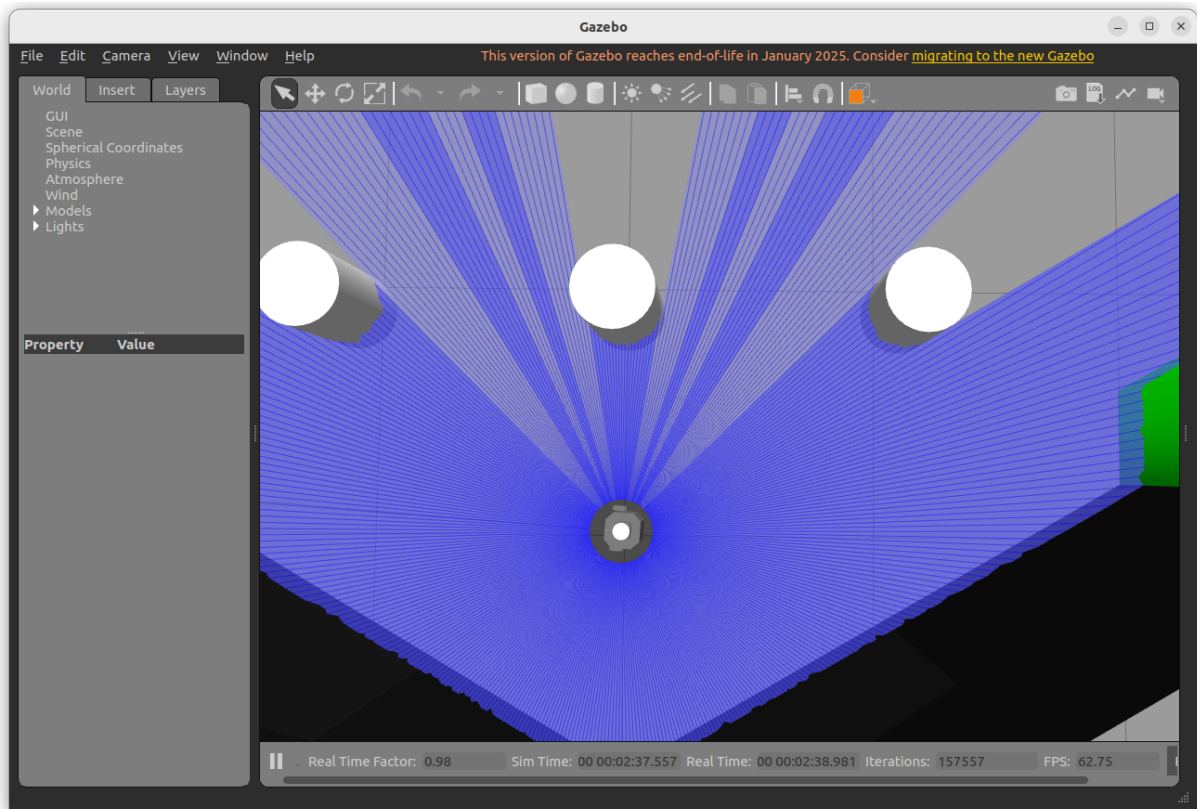 Gazebo
File Edit Camera View Window Help This version of Gazebo reaches end-of-life in January 2025. Consider migrating to the new Gazebo
World Insert Layers
LOG
GUI
Scene
Spherical Coordinates
Physics
Atmosphere
Wind
Models
Lights
Property Value
Real Time Factor: 0.98 Sim Time: 00 00:02:37.557 Real Time: 00 00:02:38.981 Iterations: 157557 FPS: 62.75